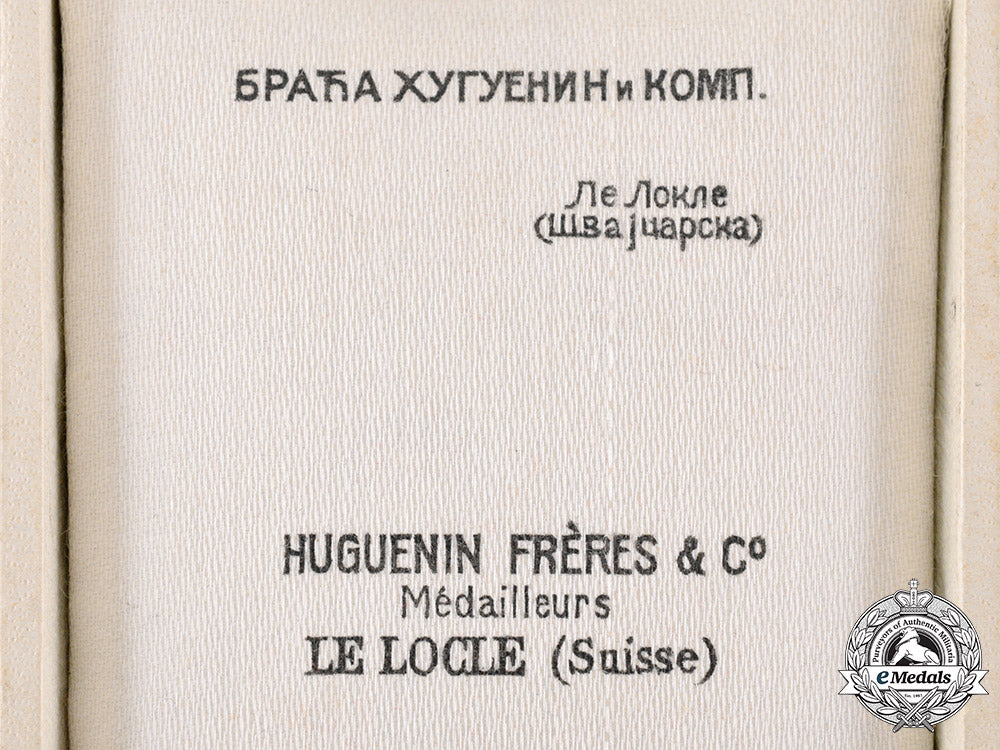 БРАЋА ХУГУЕНИН и КОМП.
Ле Локле
(Швајцарска)
HUGUENIN FRÈRES & Cº
Médailleurs
LE LOCLE (Suisse)
Purveyors of Authentic Militaria
eMedals